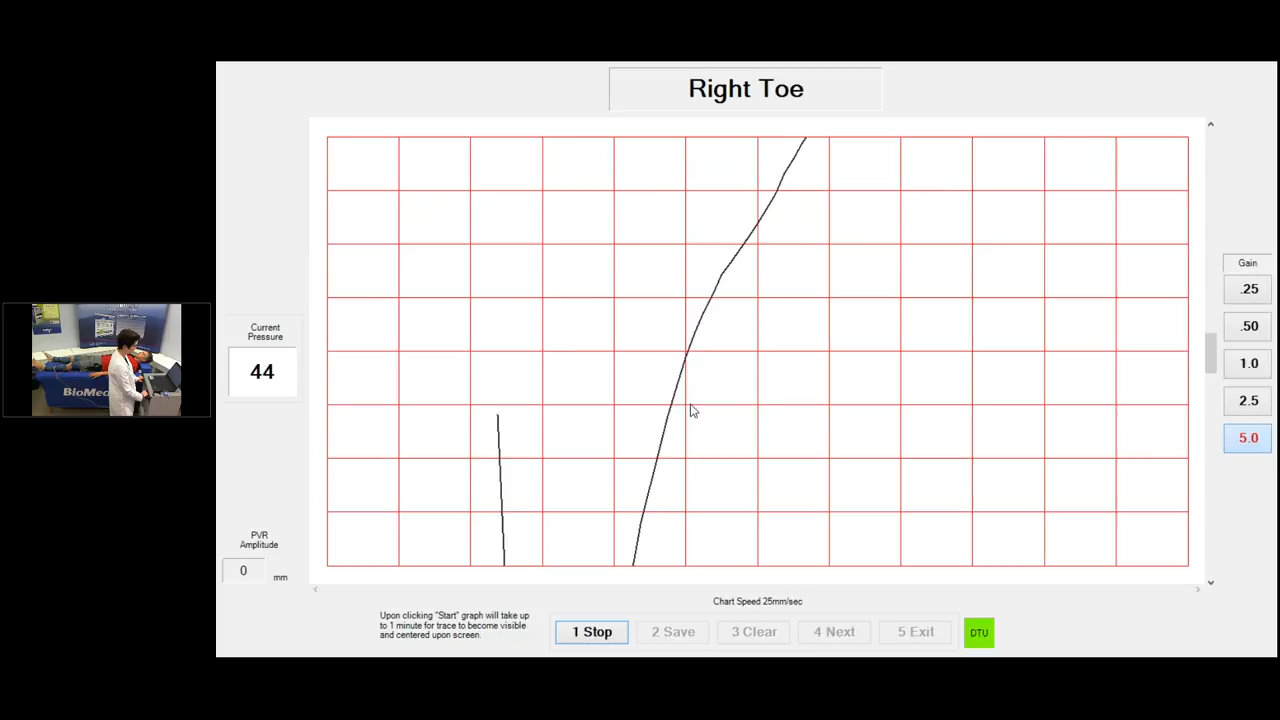 Right Toe
Gain
.25
.50
1.0
2.5
5.0
Current
Pressure
44
PVR
Amplitude
0
mm
Chart Speed 25mm/sec
Upon clicking "Start" graph will take up
to 1 minute for trace to become visible
and centered upon screen.
1 Stop
2 Save
3 Clear
4 Next
5 Exit
DTU
BioMed